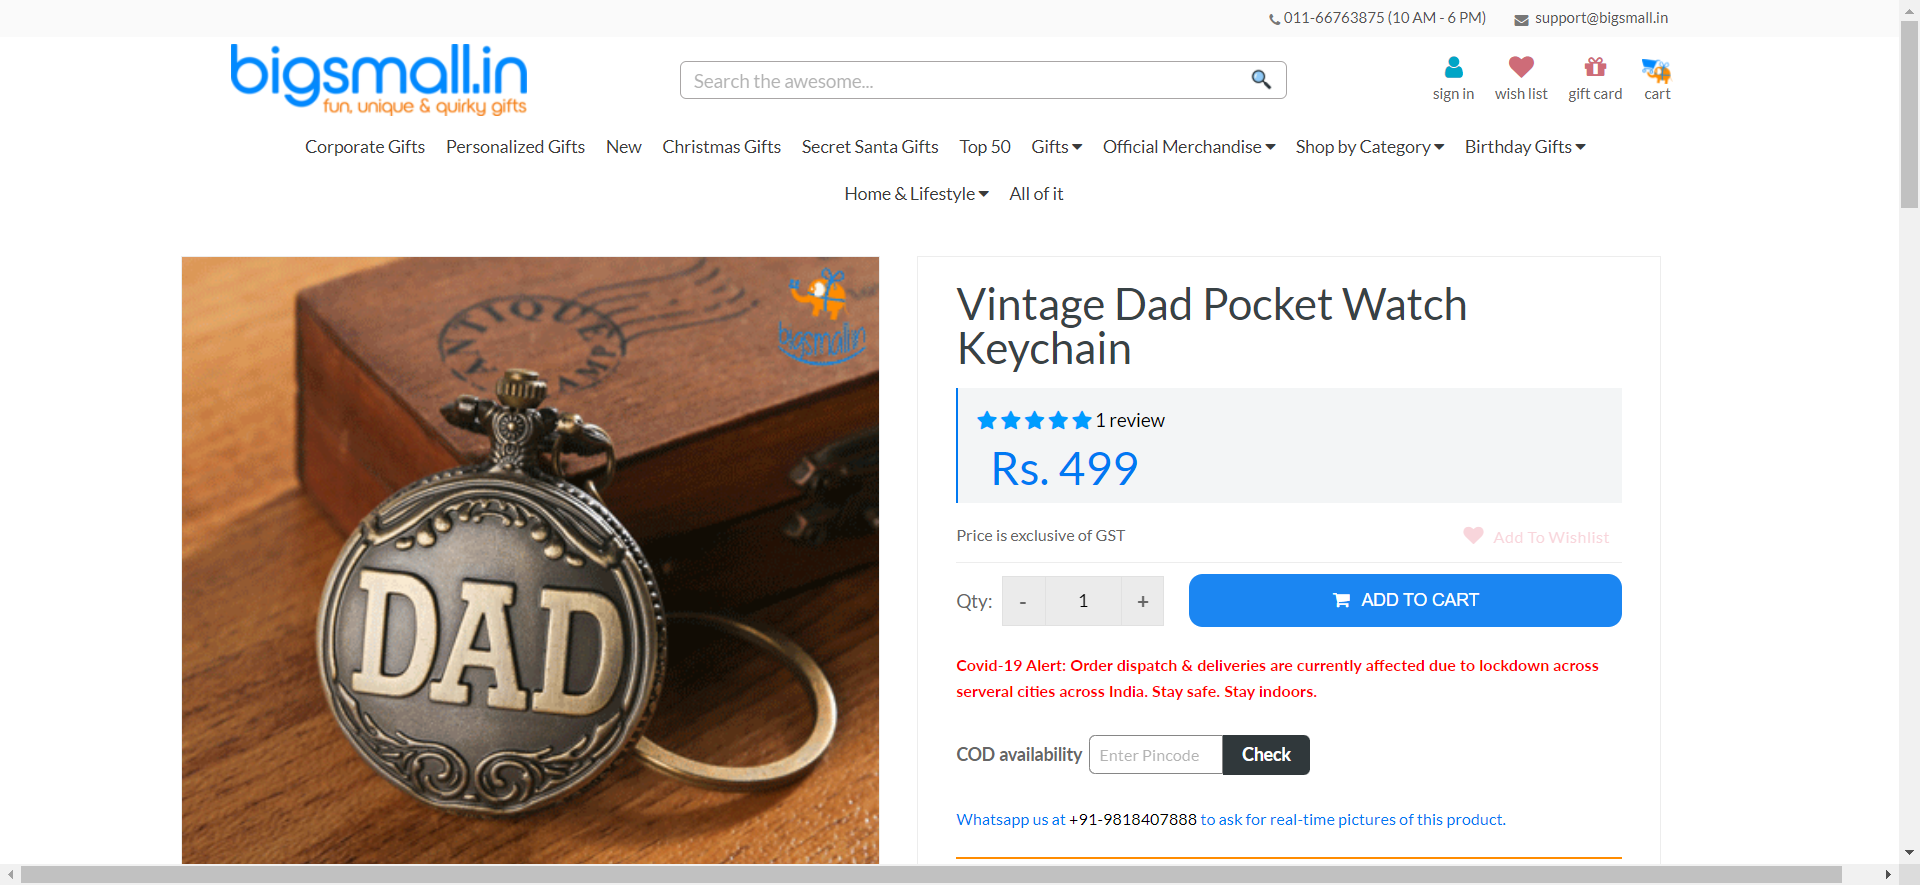 011-66763875 (10 AM - 6 PM) support@bigsmall.in
bigsmall.in
fun, unique & quirky gifts
Search the awesome...
sign in wish list gift card cart
Corporate Gifts Personalized Gifts New Christmas Gifts Secret Santa Gifts Top 50 Gifts Official Merchandise Shop by Category Birthday Gifts
Home & Lifestyle All of it
ANTIQUE
STAMP
bigsmall.in
DAD
Vintage Dad Pocket Watch
Keychain
1 review
Rs. 499
Price is exclusive of GST
Add To Wishlist
Qty: - 1 + ADD TO CART
Covid-19 Alert: Order dispatch & deliveries are currently affected due to lockdown across
serveral cities across India. Stay safe. Stay indoors.
COD availability Enter Pincode Check
Whatsapp us at +91-9818407888 to ask for real-time pictures of this product.